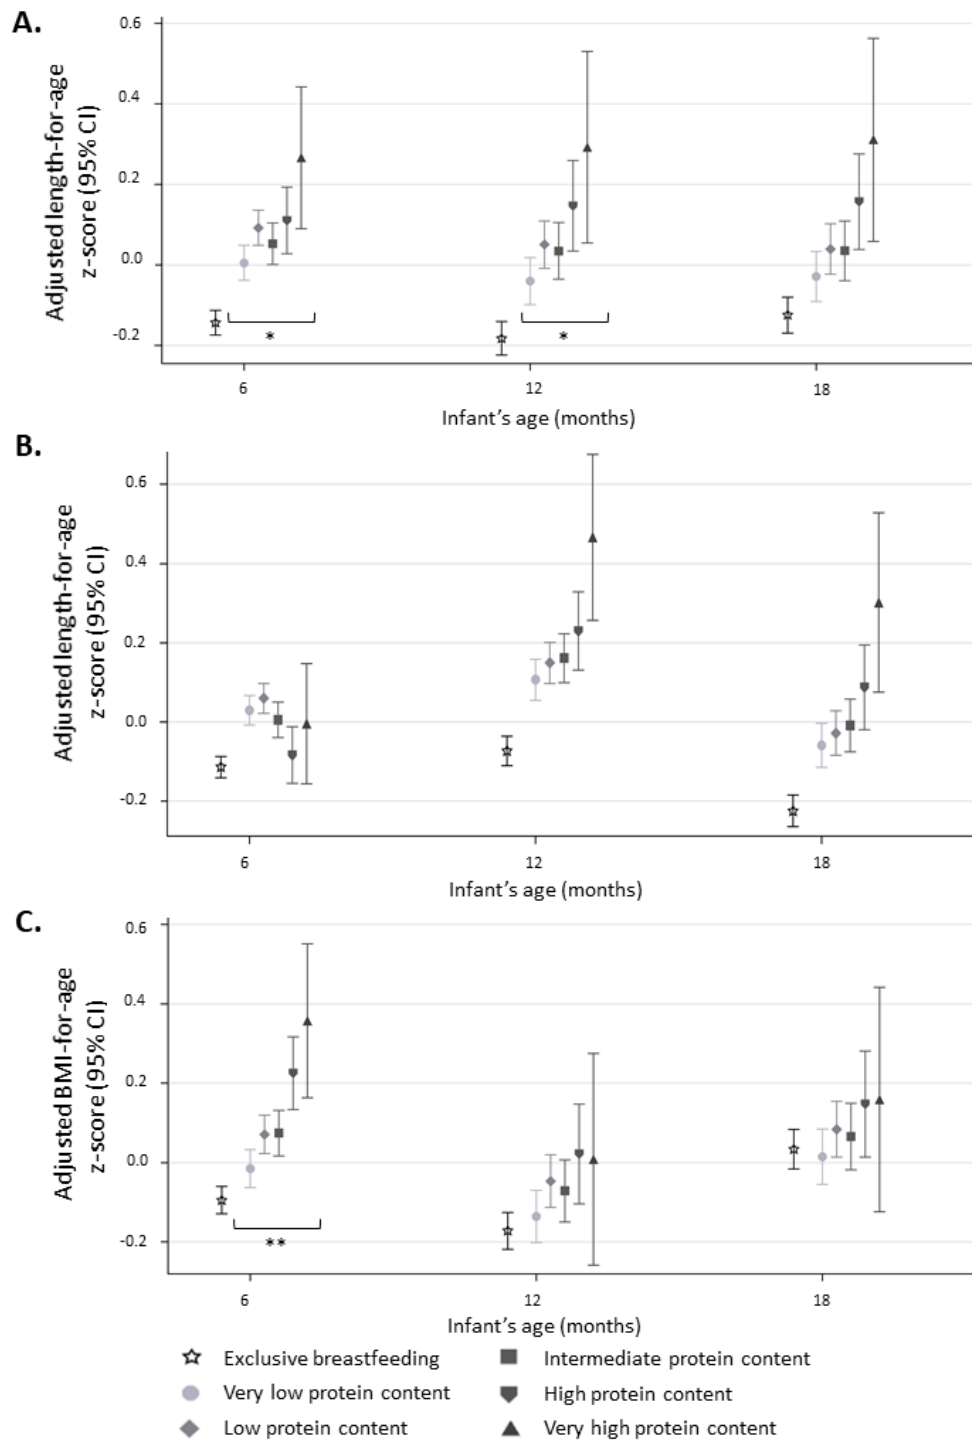 A.
Adjusted length-for-age
z-score (95% CI)
0.6
0.4
0.2
0.0
-0.2
*
*
6
12
18
Infant's age (months)
B.
Adjusted length-for-age
z-score (95% CI)
0.6
0.4
0.2
0.0
-0.2
6
12
18
Infant's age (months)
C.
Adjusted BMI-for-age
z-score (95% CI)
0.6
0.4
0.2
0.0
-0.2
**
6
12
18
Infant's age (months)
Exclusive breastfeeding
Intermediate protein content
Very low protein content
High protein content
Low protein content
Very high protein content